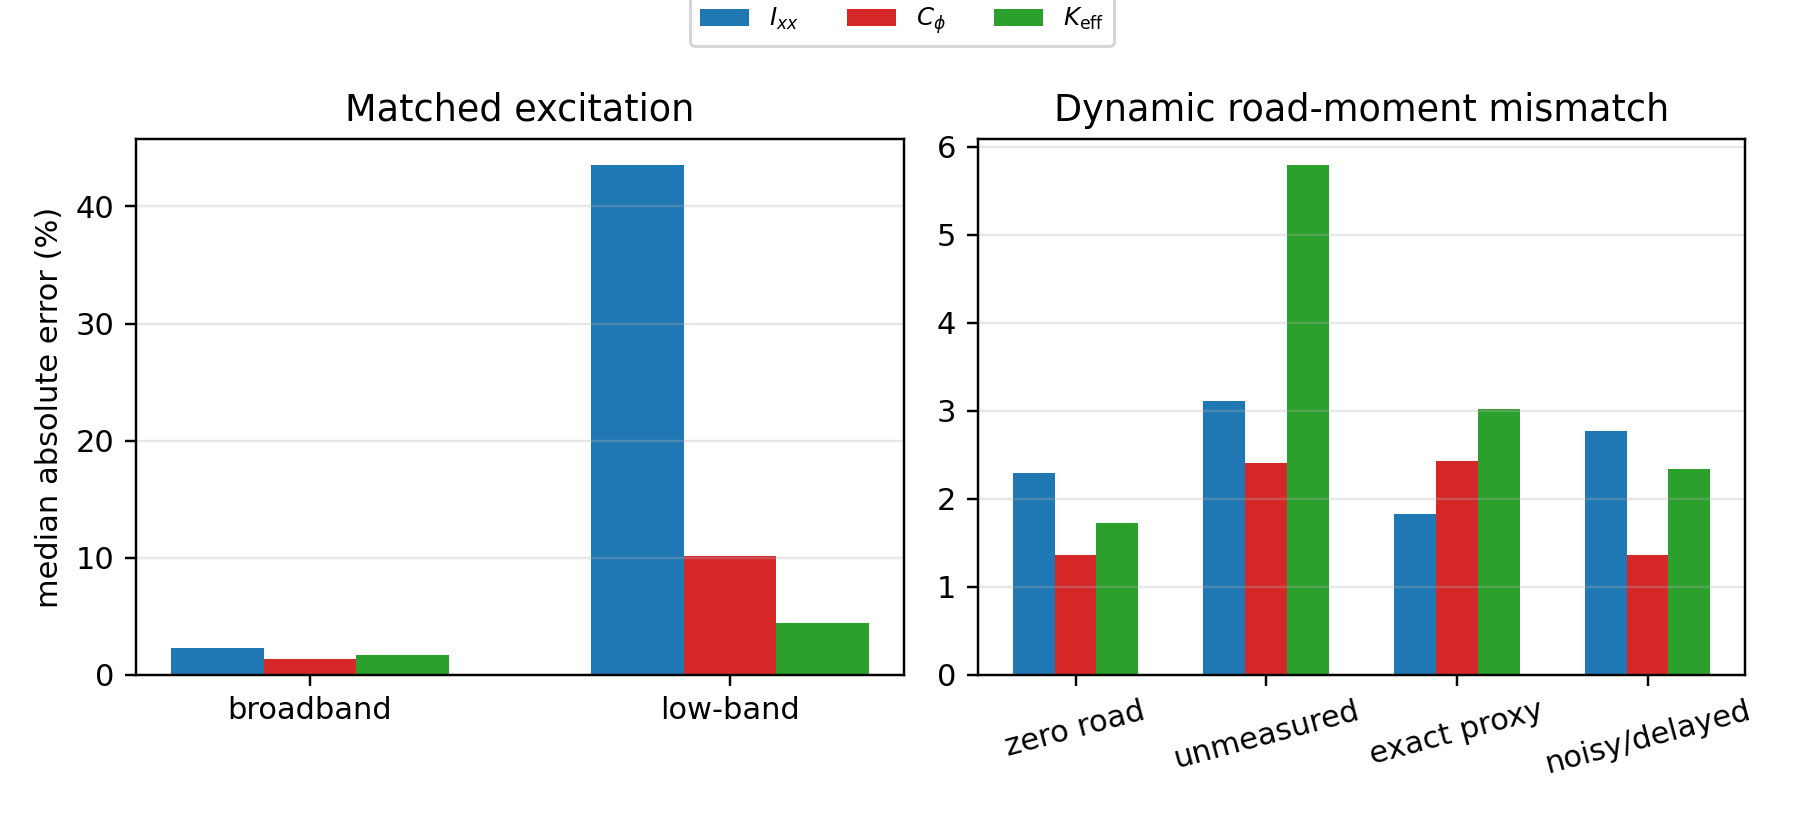 I_xx C_ϕ K_eff
Matched excitation
Dynamic road-moment mismatch
median absolute error (%)
40
30
20
10
0
broadband low-band
6
5
4
3
2
1
0
zero road unmeasured exact proxy noisy/delayed